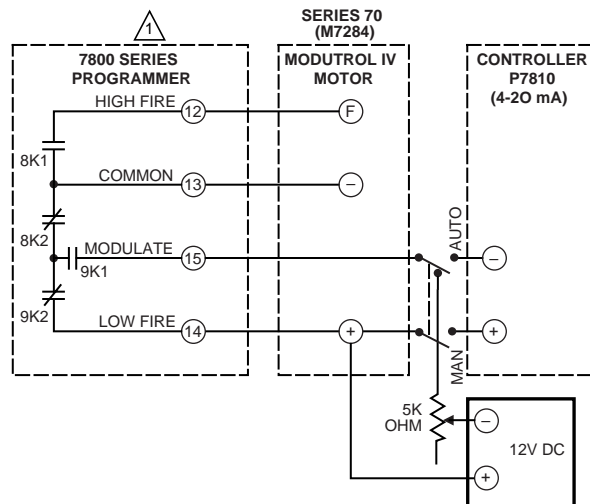 1
7800 SERIES
PROGRAMMER
SERIES 70
(M7284)
MODUTROL IV
MOTOR
CONTROLLER
P7810
(4-2O mA)
HIGH FIRE
12
F
8K1
COMMON
13
–
8K2
MODULATE
15
AUTO
–
9K1
9K2
LOW FIRE
14
+
MAN
+
5K
OHM
–
12V DC
+